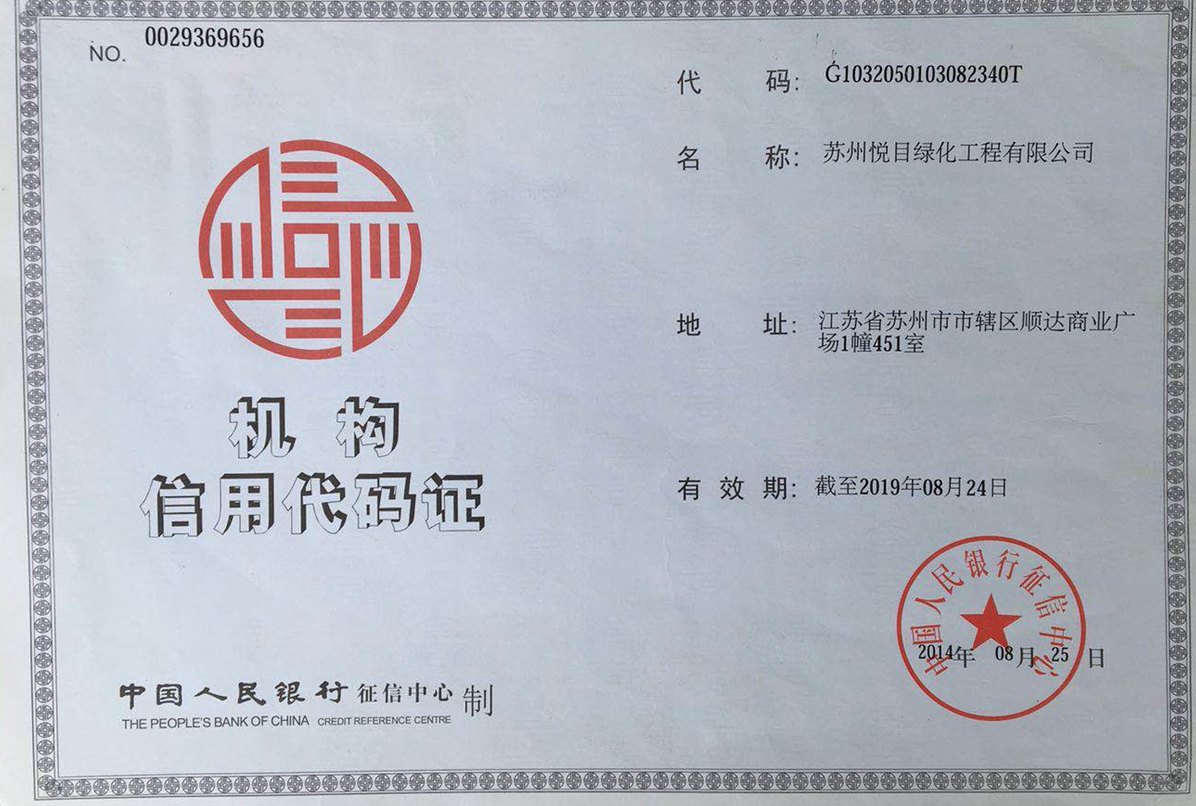 NO. 0029369656
代 码: G1032050103082340T
名 称: 苏州悦目绿化工程有限公司
地 址: 江苏省苏州市市辖区顺达商业广
场1幢451室
机 构
信用代码证
有 效 期: 截至2019年08月24日
中国人民银行征信中心
2014年 08月 25 日
中国人民银行征信中心 制
THE PEOPLE'S BANK OF CHINA CREDIT REFERENCE CENTRE